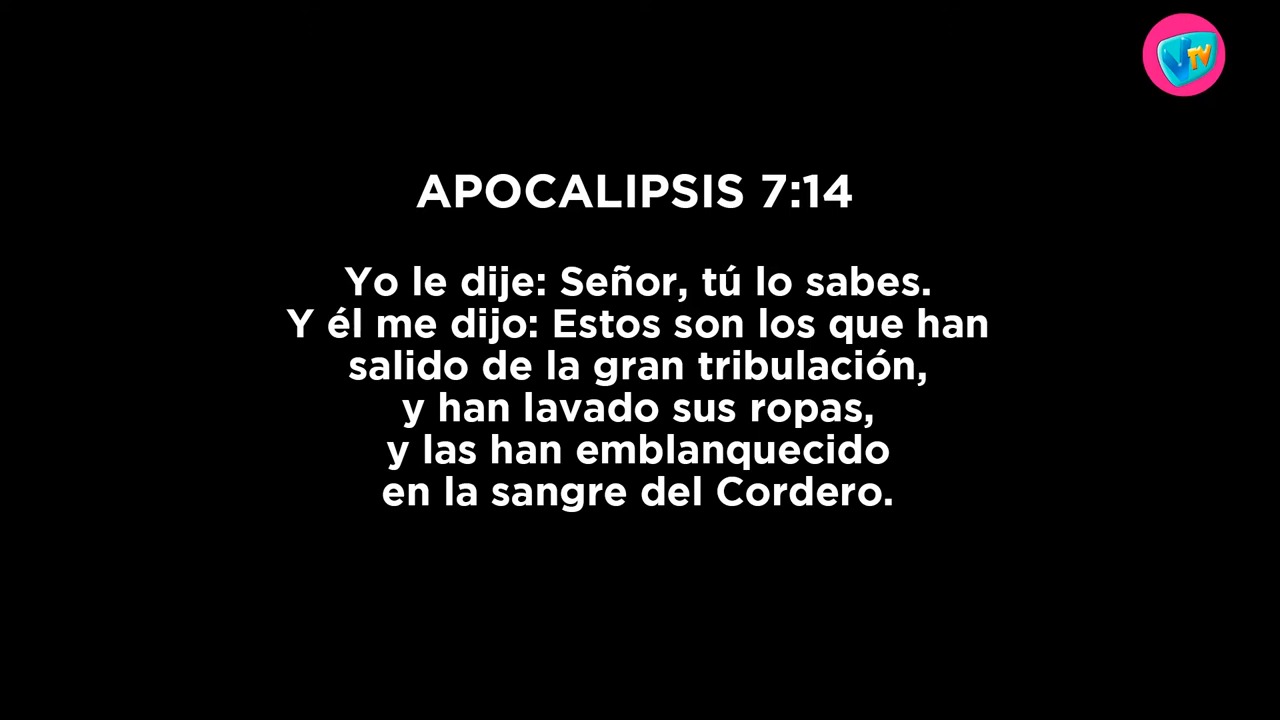 TV
APOCALIPSIS 7:14
Yo le dije: Señor, tú lo sabes.
Y él me dijo: Estos son los que han
salido de la gran tribulación,
y han lavado sus ropas,
y las han emblanquecido
en la sangre del Cordero.